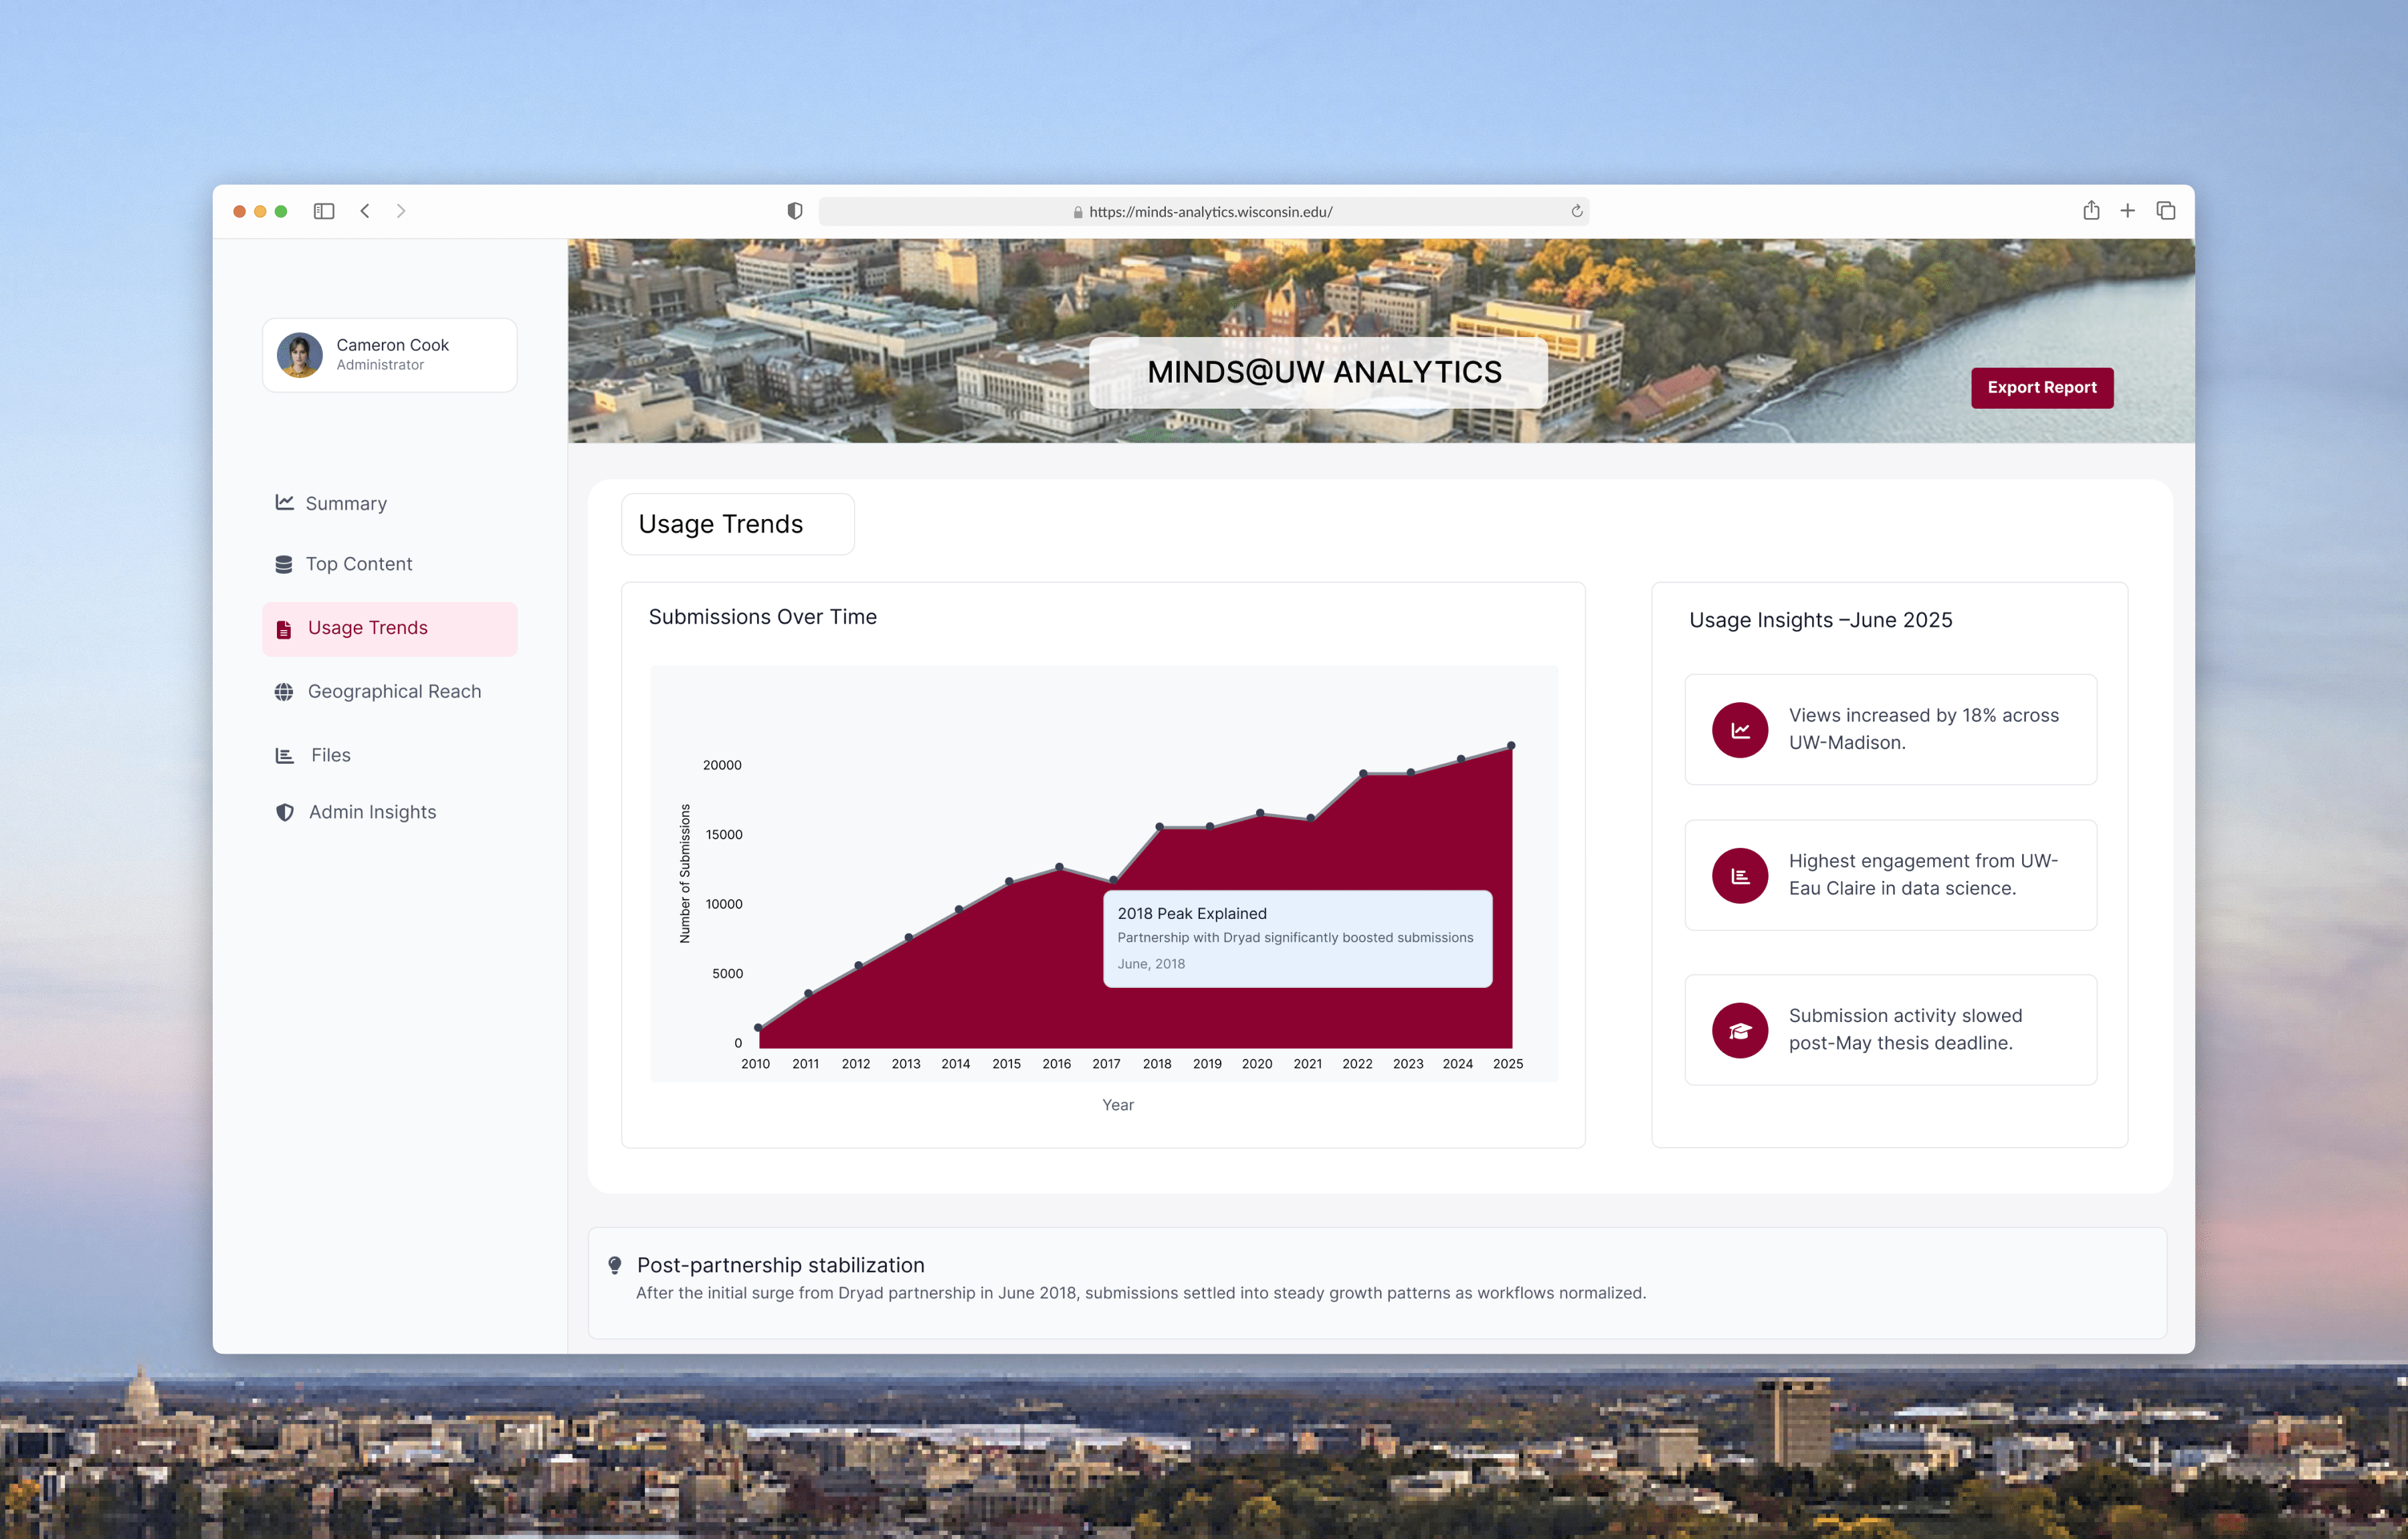 https://minds-analytics.wisconsin.edu/
Cameron Cook
Administrator
MINDS@UW ANALYTICS
Export Report
Summary
Top Content
Usage Trends
Geographical Reach
Files
Admin Insights
Usage Trends
Submissions Over Time
Number of Submissions
20000
15000
10000
5000
0
2010 2011 2012 2013 2014 2015 2016 2017 2018 2019 2020 2021 2022 2023 2024 2025
Year
2018 Peak Explained
Partnership with Dryad significantly boosted submissions
June, 2018
Usage Insights –June 2025
Views increased by 18% across
UW-Madison.
Highest engagement from UW-
Eau Claire in data science.
Submission activity slowed
post-May thesis deadline.
Post-partnership stabilization
After the initial surge from Dryad partnership in June 2018, submissions settled into steady growth patterns as workflows normalized.